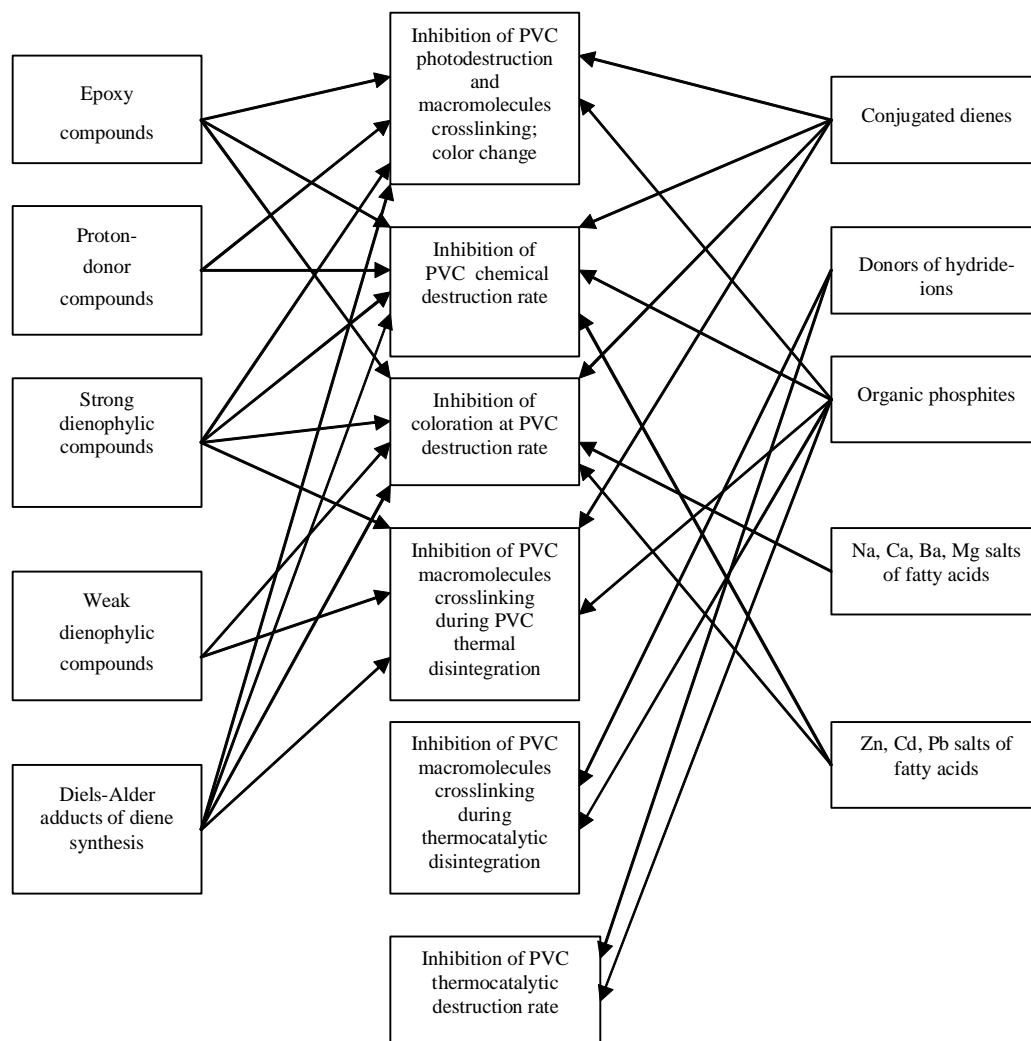 Epoxy
compounds
Proton-
donor
compounds
Strong
dienophylic
compounds
Weak
dienophylic
compounds
Diels-Alder
adducts of diene
synthesis
Inhibition of PVC
photodestruction
and
macromolecules
crosslinking;
color change
Inhibition of
PVC chemical
destruction rate
Inhibition of
coloration at PVC
destruction rate
Inhibition of PVC
macromolecules
crosslinking
during PVC
thermal
disintegration
Inhibition of PVC
macromolecules
crosslinking
during
thermocatalytic
disintegration
Inhibition of PVC
thermocatalytic
destruction rate
Conjugated dienes
Donors of hydride-
ions
Organic phosphites
Na, Ca, Ba, Mg salts
of fatty acids
Zn, Cd, Pb salts of
fatty acids